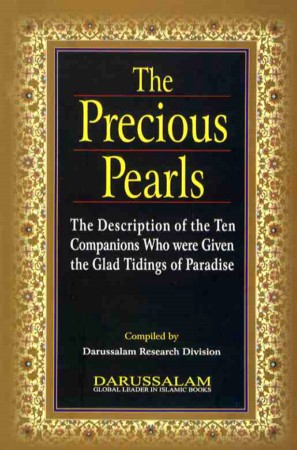 The
Precious
Pearls
The Description of the Ten
Companions Who were Given
the Glad Tidings of Paradise
Compiled by
Darussalam Research Division
DARUSSALAM
GLOBAL LEADER IN ISLAMIC BOOKS